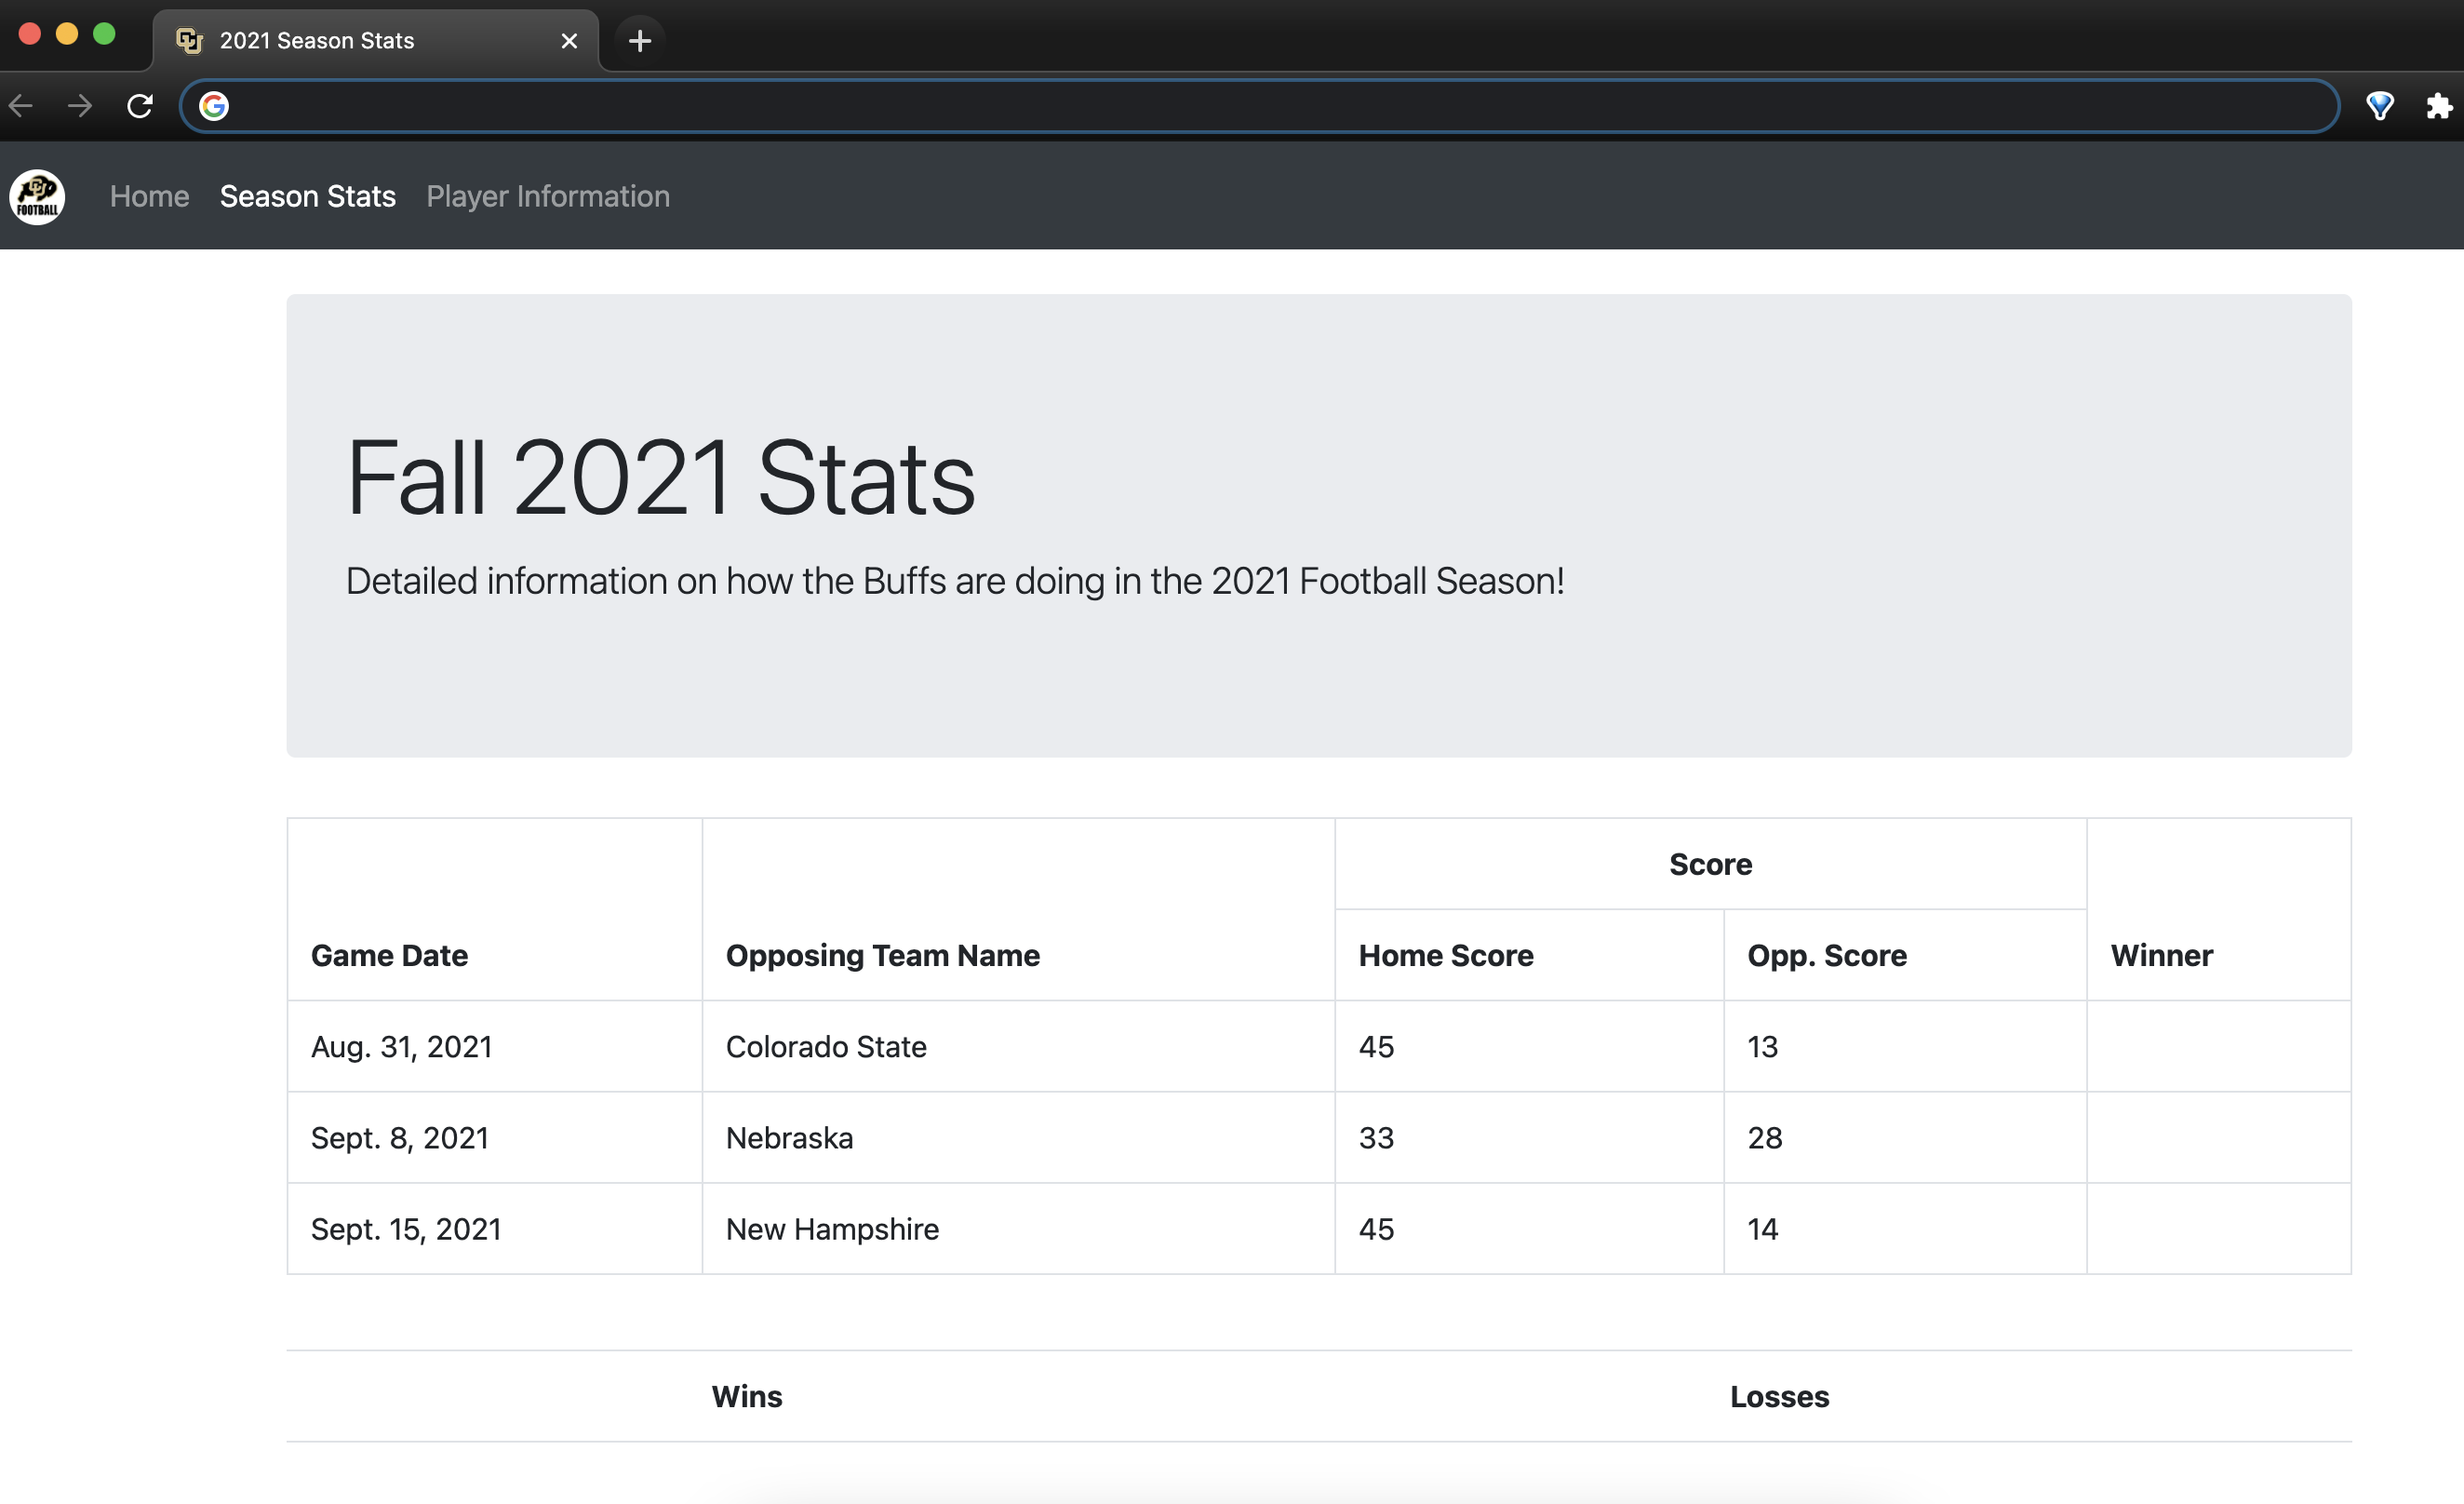 2021 Season Stats
FOOTBALL
Home Season Stats Player Information
Fall 2021 Stats
Detailed information on how the Buffs are doing in the 2021 Football Season!
Score
Game Date Opposing Team Name Home Score Opp. Score Winner
Aug. 31, 2021 Colorado State 45 13
Sept. 8, 2021 Nebraska 33 28
Sept. 15, 2021 New Hampshire 45 14
Wins Losses